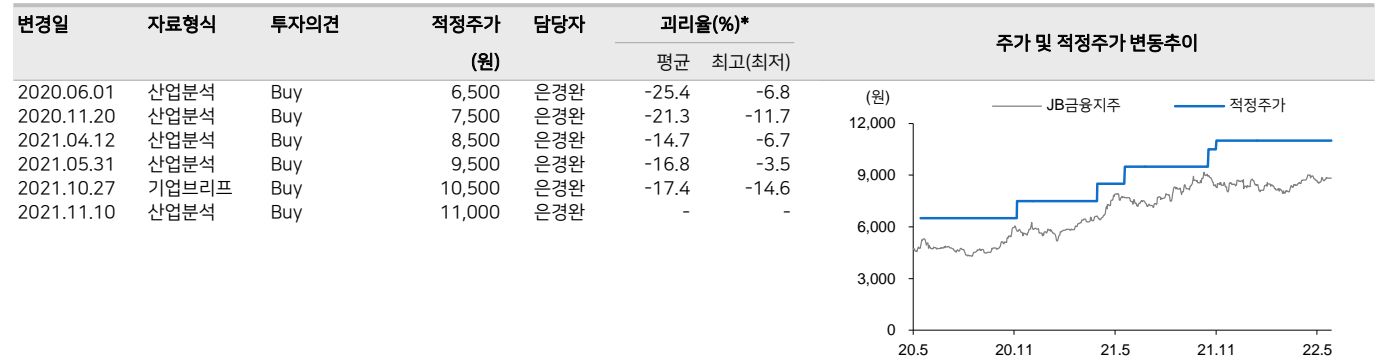 변경일 자료형식 투자의견 적정주가 담당자 괴리율(%)*
(원) 평균 최고(최저)
2020.06.01 산업분석 Buy 6,500 은경완 -25.4 -6.8
2020.11.20 산업분석 Buy 7,500 은경완 -21.3 -11.7
2021.04.12 산업분석 Buy 8,500 은경완 -14.7 -6.7
2021.05.31 산업분석 Buy 9,500 은경완 -16.8 -3.5
2021.10.27 기업브리프 Buy 10,500 은경완 -17.4 -14.6
2021.11.10 산업분석 Buy 11,000 은경완 - -
주가 및 적정주가 변동추이
(원)
JB금융지주 적정주가
12,000
9,000
6,000
3,000
0
20.5 20.11 21.5 21.11 22.5